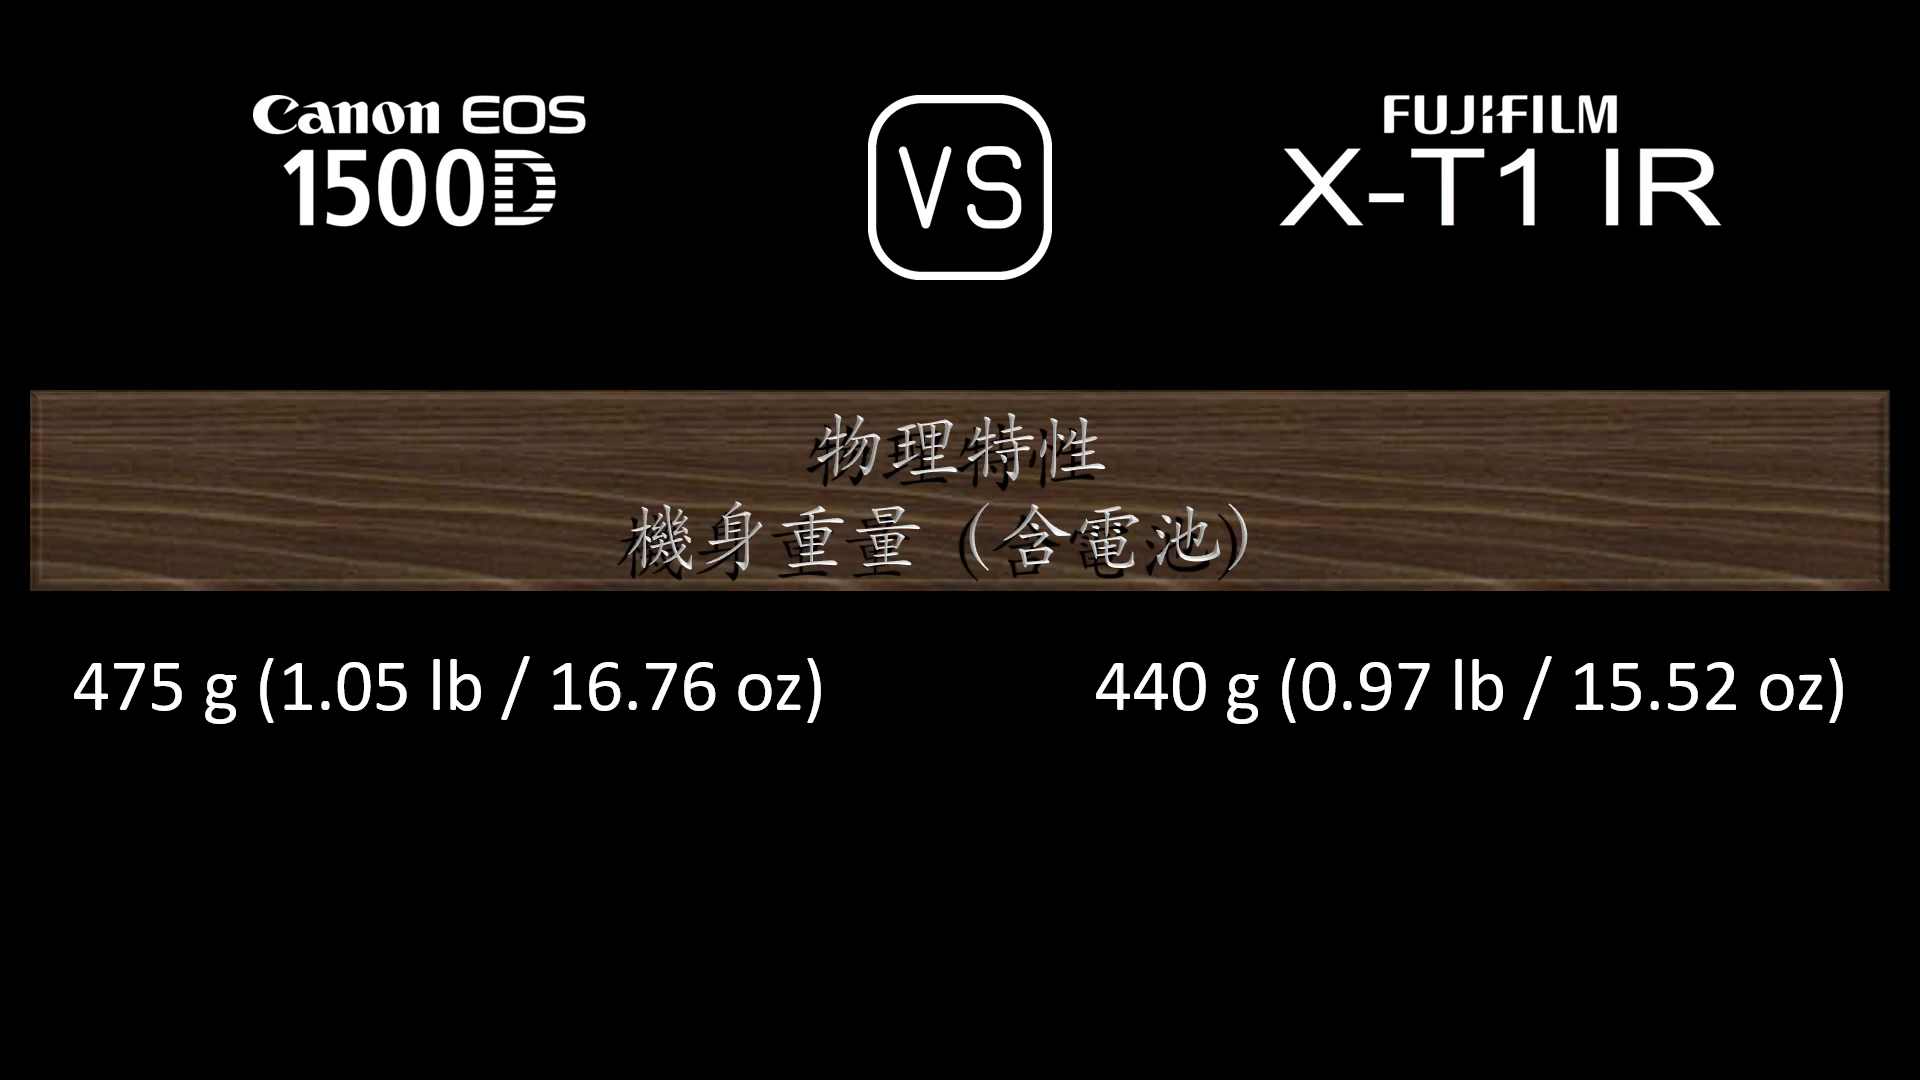 Canon EOS
1500D
VS
FUJIFILM
X-T1 IR
物理特性
機身重量（含電池）
475 g (1.05 lb / 16.76 oz)
440 g (0.97 lb / 15.52 oz)